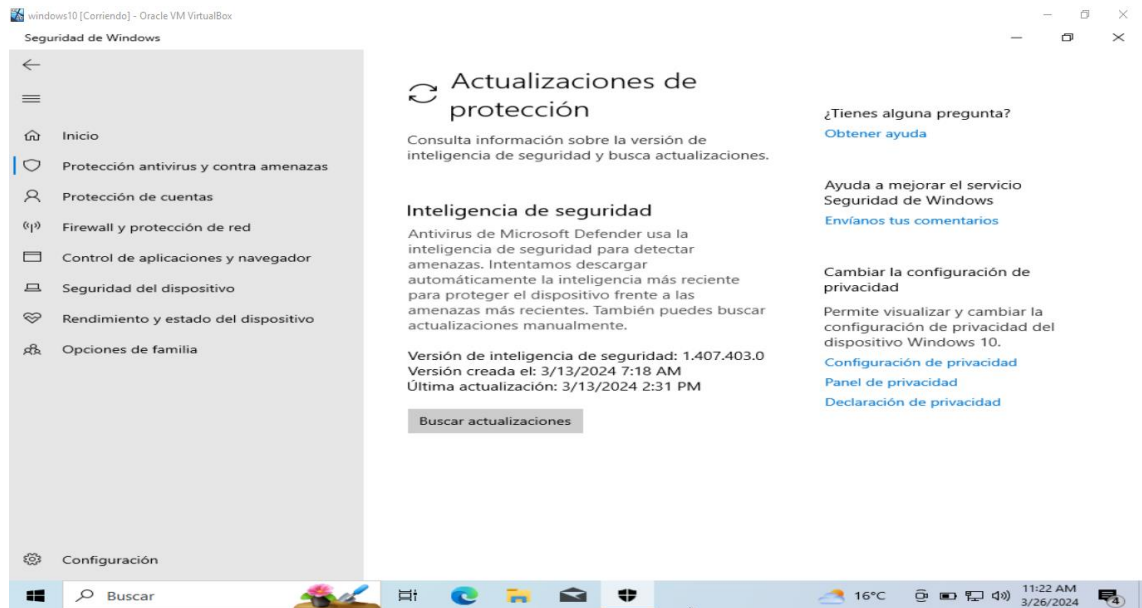 windows10 [Corriendo] - Oracle VM VirtualBox
Seguridad de Windows
Inicio
Protección antivirus y contra amenazas
Protección de cuentas
Firewall y protección de red
Control de aplicaciones y navegador
Seguridad del dispositivo
Rendimiento y estado del dispositivo
Opciones de familia
Configuración
Actualizaciones de
protección
Consulta información sobre la versión de
inteligencia de seguridad y busca actualizaciones.
Inteligencia de seguridad
Antivirus de Microsoft Defender usa la
inteligencia de seguridad para detectar
amenazas. Intentamos descargar
automáticamente la inteligencia más reciente
para proteger el dispositivo frente a las
amenazas más recientes. También puedes buscar
actualizaciones manualmente.
Versión de inteligencia de seguridad: 1.407.403.0
Versión creada el: 3/13/2024 7:18 AM
Última actualización: 3/13/2024 2:31 PM
Buscar actualizaciones
¿Tienes alguna pregunta?
Obtener ayuda
Ayuda a mejorar el servicio
Seguridad de Windows
Envíanos tus comentarios
Cambiar la configuración de
privacidad
Permite visualizar y cambiar la
configuración de privacidad del
dispositivo Windows 10.
Configuración de privacidad
Panel de privacidad
Declaración de privacidad
Buscar
16°C
11:22 AM
3/26/2024
4